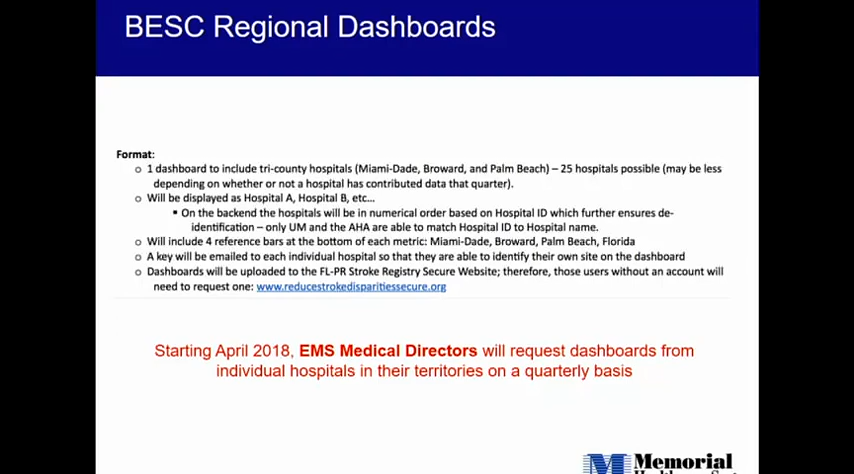 BESC Regional Dashboards
Format:
o 1 dashboard to include tri-county hospitals (Miami-Dade, Broward, and Palm Beach) – 25 hospitals possible (may be less
depending on whether or not a hospital has contributed data that quarter).
o Will be displayed as Hospital A, Hospital B, etc...
▪ On the backend the hospitals will be in numerical order based on Hospital ID which further ensures de-
identification – only UM and the AHA are able to match Hospital ID to Hospital name.
o Will include 4 reference bars at the bottom of each metric: Miami-Dade, Broward, Palm Beach, Florida
o A key will be emailed to each individual hospital so that they are able to identify their own site on the dashboard
o Dashboards will be uploaded to the FL-PR Stroke Registry Secure Website; therefore, those users without an account will
need to request one: www.reducestrokedisparitiessecure.org
Starting April 2018, EMS Medical Directors will request dashboards from
individual hospitals in their territories on a quarterly basis
Memorial